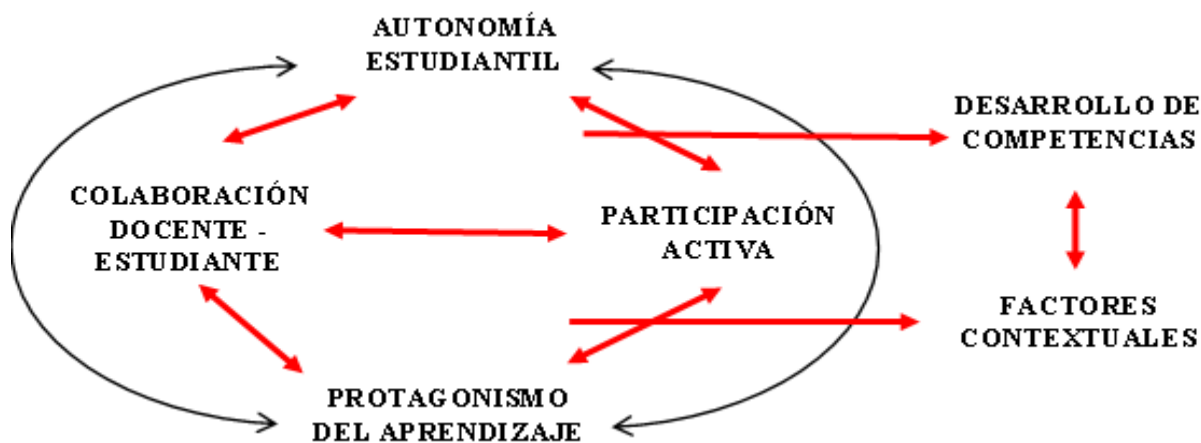 AUTONOMÍA
ESTUDIANTIL
DESARROLLO DE
COMPETENCIAS
COLABORACIÓN
DOCENTE -
ESTUDIANTE
PARTICIPACIÓN
ACTIVA
FACTORES
CONTEXTUALES
PROTAGONISMO
DEL APRENDIZAJE